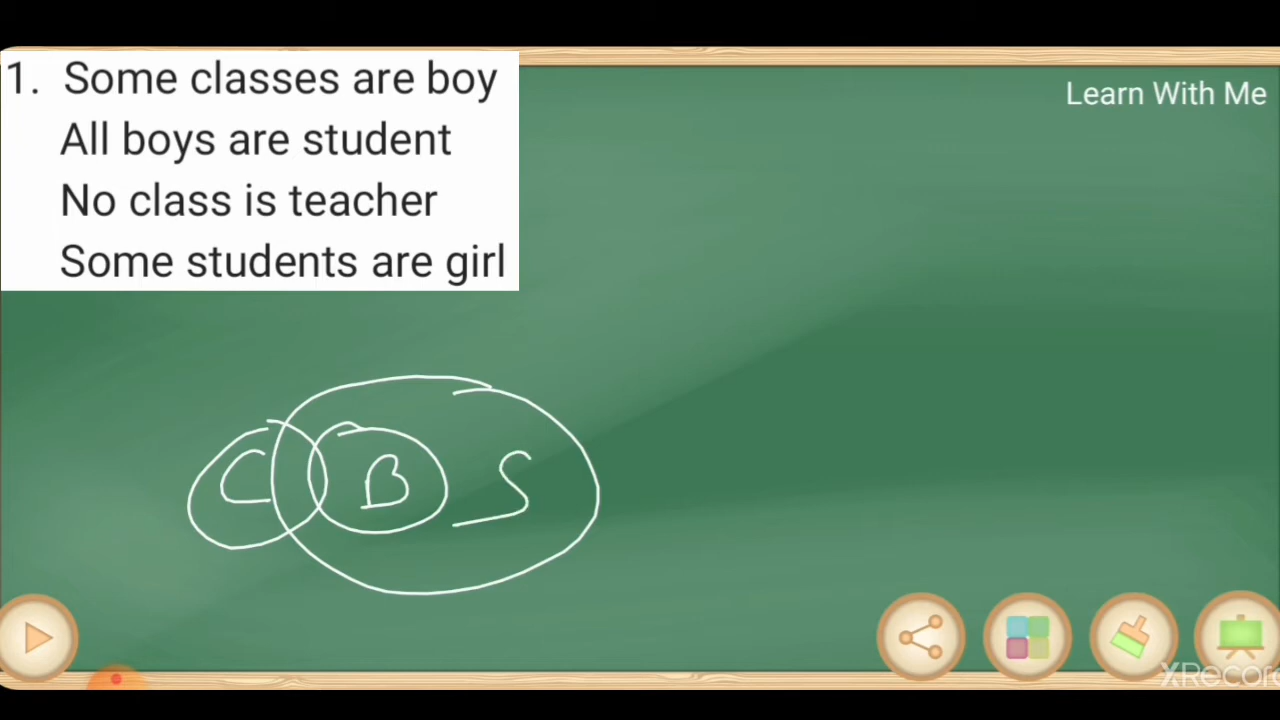 1. Some classes are boy
All boys are student
No class is teacher
Some students are girl
Learn With Me
C B S
XRecor